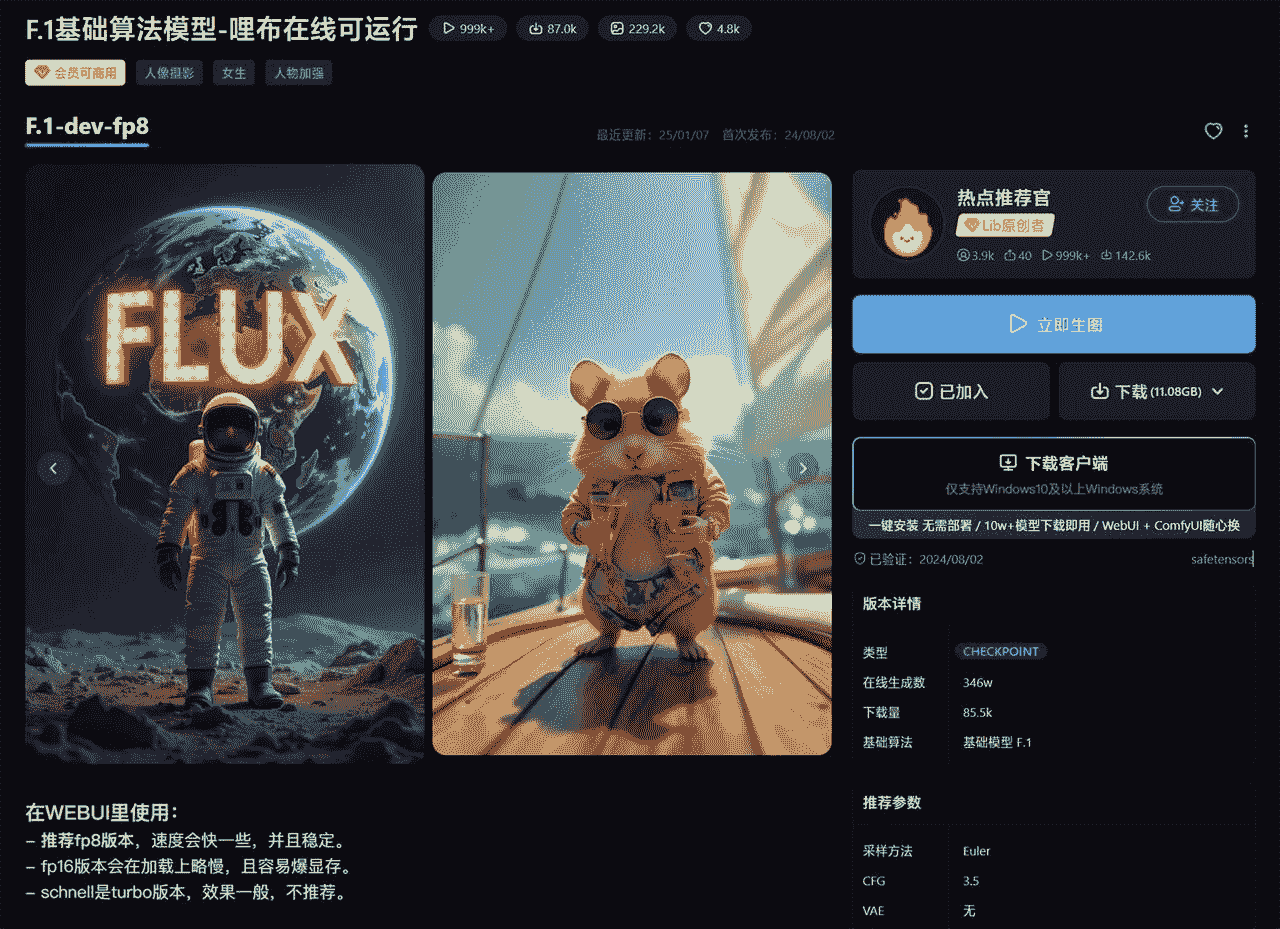 F.1基础算法模型-哩布在线可运行 999k+ 87.0k 229.2k 4.8k
会员可商用 人像摄影 女生 人物加强
F.1-dev-fp8
最近更新：25/01/07 首次发布：24/08/02
FLUX
热点推荐官
Lib原创者
3.9k 40 999k+ 142.6k
关注
立即生图
已加入
下载 (11.08GB)
下载客户端
仅支持Windows10及以上Windows系统
一键安装 无需部署 / 10w+模型下载即用 / WebUI + ComfyUI随心换
已验证：2024/08/02 safetensors
版本详情
类型 CHECKPOINT
在线生成数 346w
下载量 85.5k
基础算法 基础模型 F.1
推荐参数
采样方法 Euler
CFG 3.5
VAE 无
在WEBUI里使用：
– 推荐fp8版本，速度会快一些，并且稳定。
– fp16版本会在加载上略慢，且容易爆显存。
– schnell是turbo版本，效果一般，不推荐。